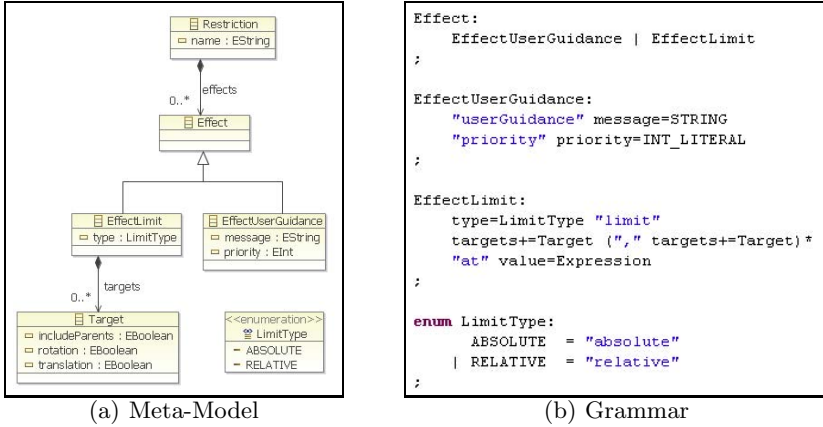 Restriction
name : EString
effects
0..*
Effect
EffectLimit
type : LimitType
EffectUserGuidance
message : EString
priority : EInt
targets
0..*
Target
includeParents : EBoolean
rotation : EBoolean
translation : EBoolean
<<enumeration>>
LimitType
ABSOLUTE
RELATIVE
(a) Meta-Model
Effect:
EffectUserGuidance | EffectLimit
;
EffectUserGuidance:
"userGuidance" message=STRING
"priority" priority=INT_LITERAL
;
EffectLimit:
type=LimitType "limit"
targets+=Target ("," targets+=Target)*
"at" value=Expression
;
enum LimitType:
ABSOLUTE = "absolute"
| RELATIVE = "relative"
;
(b) Grammar